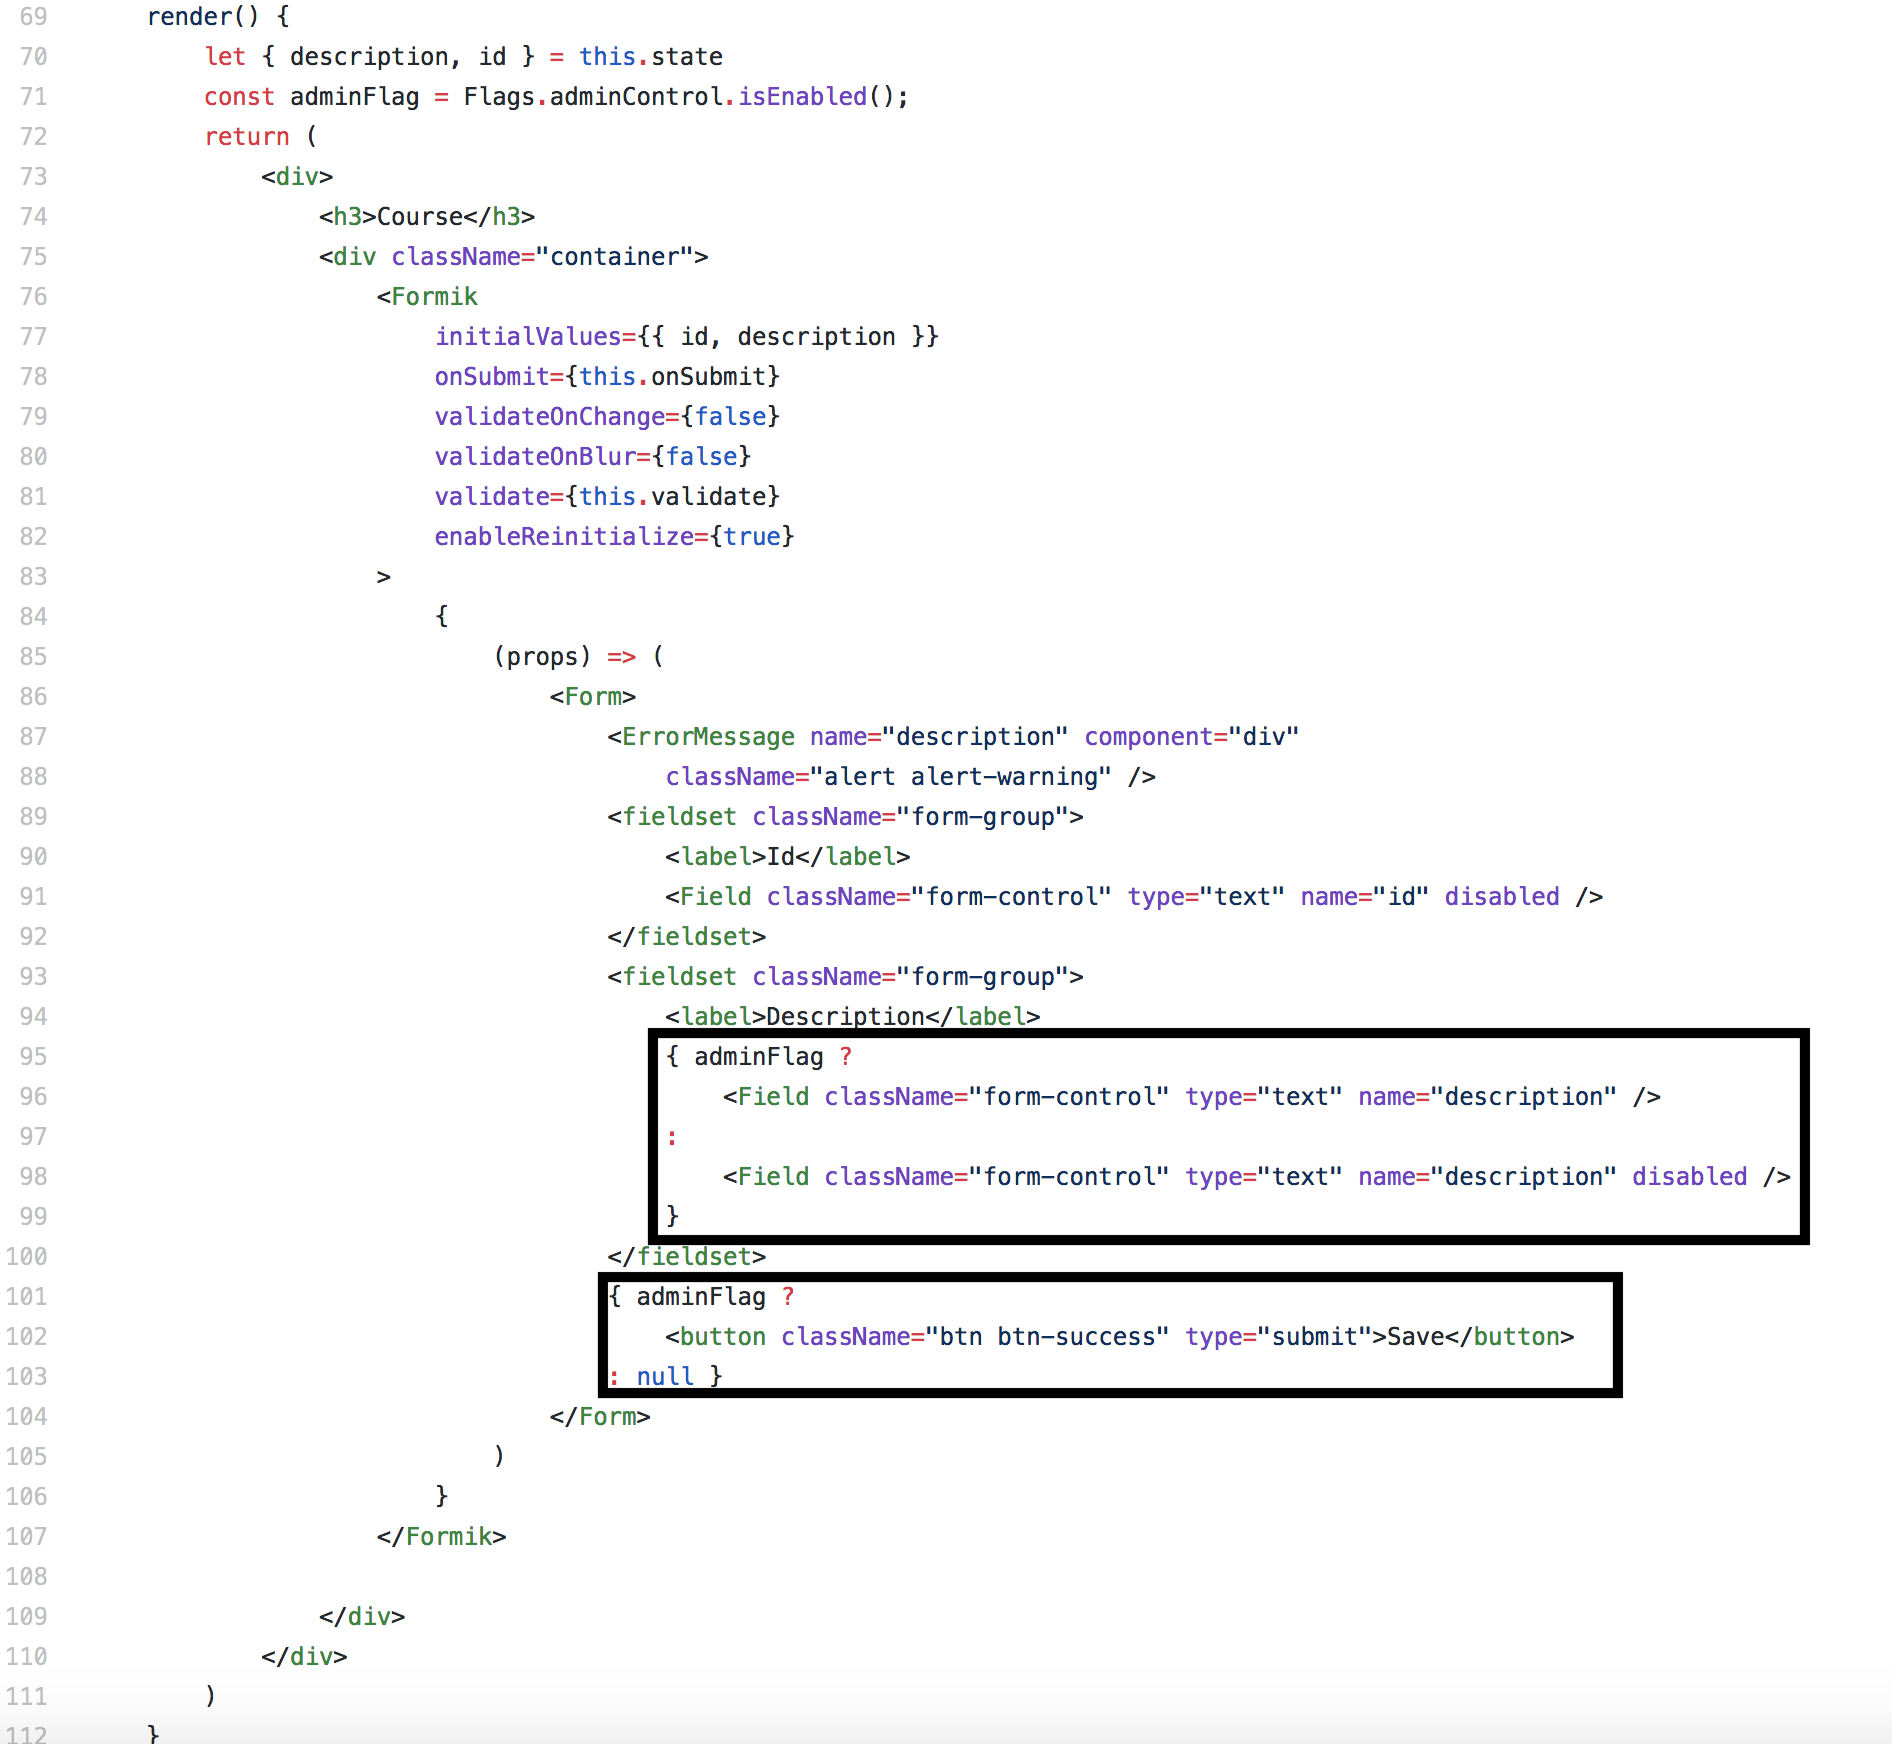 69 render() {
70 let { description, id } = this.state
71 const adminFlag = Flags.adminControl.isEnabled();
72 return (
73 <div>
74 <h3>Course</h3>
75 <div className="container">
76 <Formik
77 initialValues={{ id, description }}
78 onSubmit={this.onSubmit}
79 validateOnChange={false}
80 validateOnBlur={false}
81 validate={this.validate}
82 enableReinitialize={true}
83 >
84 {
85 (props) => (
86 <Form>
87 <ErrorMessage name="description" component="div"
88 className="alert alert-warning" />
89 <fieldset className="form-group">
90 <label>Id</label>
91 <Field className="form-control" type="text" name="id" disabled />
92 </fieldset>
93 <fieldset className="form-group">
94 <label>Description</label>
95 { adminFlag ?
96 <Field className="form-control" type="text" name="description" />
97 :
98 <Field className="form-control" type="text" name="description" disabled />
99 }
100 </fieldset>
101 { adminFlag ?
102 <button className="btn btn-success" type="submit">Save</button>
103 : null }
104 </Form>
105 )
106 }
107 </Formik>
108
109 </div>
110 </div>
111 )
112 }